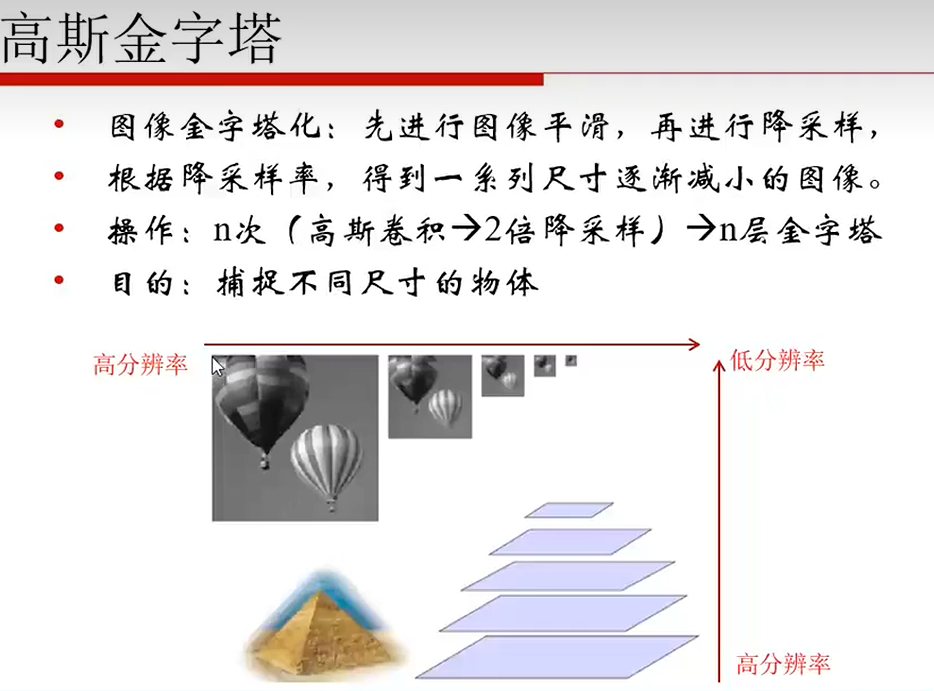 高斯金字塔
• 图像金字塔化：先进行图像平滑，再进行降采样，
• 根据降采样率，得到一系列尺寸逐渐减小的图像。
• 操作：n次（高斯卷积→2倍降采样）→n层金字塔
• 目的：捕捉不同尺寸的物体
高分辨率
低分辨率
高分辨率